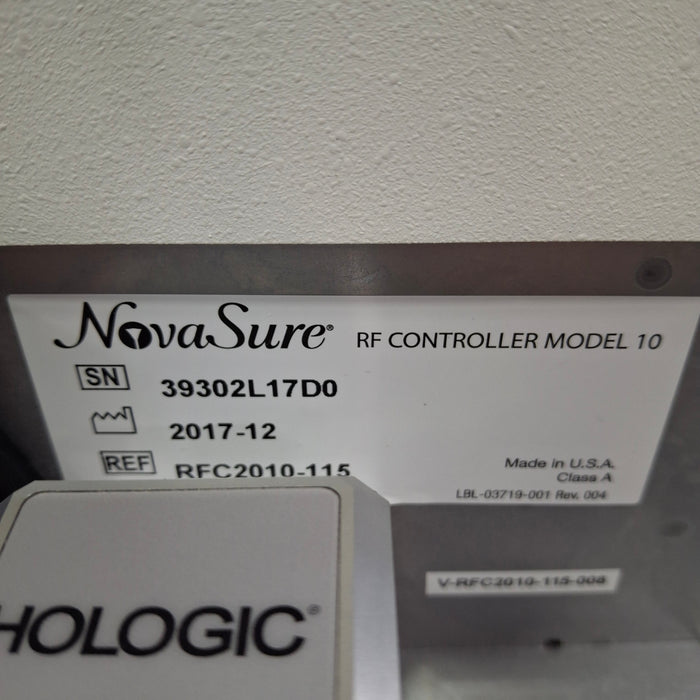 NovaSure® RF CONTROLLER MODEL 10
SN 39302L17D0
2017-12
REF RFC2010-115
Made in U.S.A.
Class A
LBL-03719-001 Rev. 004
V-RFC2010-115-008
HOLOGIC®